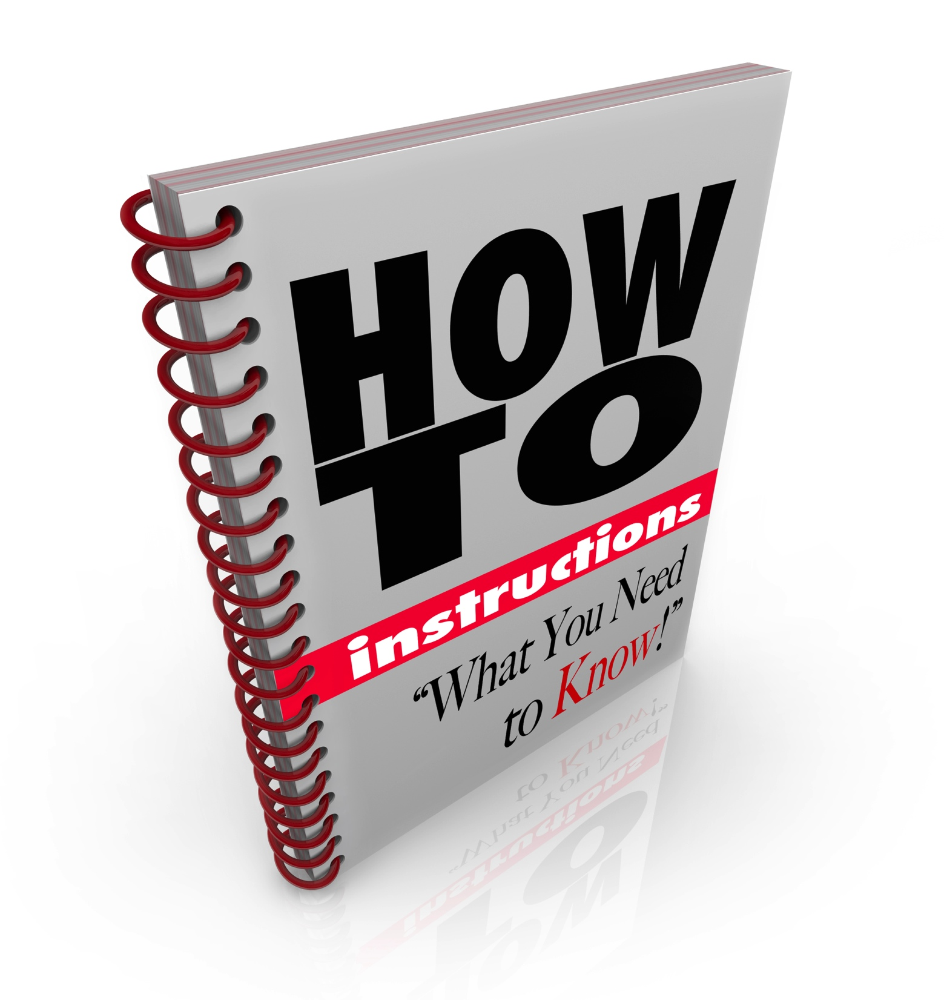 HOW
TO
instructions
“What You Need
to Know!”